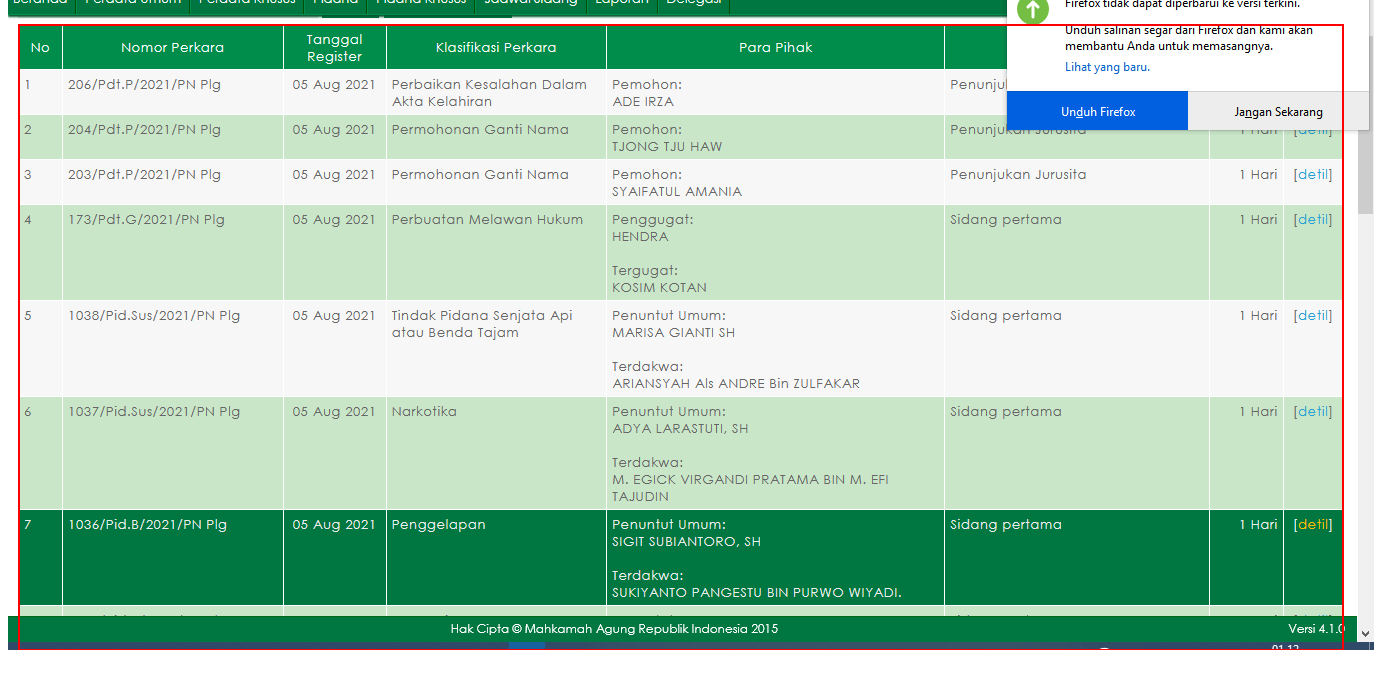 Beranda Perdata Umum Perdata Khusus Pidana Pidana Khusus Jadwal Sidang Laporan Delegasi
Firefox tidak dapat diperbarui ke versi terkini.
Unduh salinan segar dari Firefox dan kami akan
membantu Anda untuk memasangnya.
Lihat yang baru.
Unduh Firefox Jangan Sekarang
No Nomor Perkara Tanggal Register Klasifikasi Perkara Para Pihak
1 206/Pdt.P/2021/PN Plg 05 Aug 2021 Perbaikan Kesalahan Dalam Pemohon:
Akta Kelahiran ADE IRZA
2 204/Pdt.P/2021/PN Plg 05 Aug 2021 Permohonan Ganti Nama Pemohon: Penunjukan Jurusita 1 Hari [detil]
TJONG TJU HAW
3 203/Pdt.P/2021/PN Plg 05 Aug 2021 Permohonan Ganti Nama Pemohon: Penunjukan Jurusita 1 Hari [detil]
SYAIFATUL AMANIA
4 173/Pdt.G/2021/PN Plg 05 Aug 2021 Perbuatan Melawan Hukum Penggugat: Sidang pertama 1 Hari [detil]
HENDRA
Tergugat:
KOSIM KOTAN
5 1038/Pid.Sus/2021/PN Plg 05 Aug 2021 Tindak Pidana Senjata Api Penuntut Umum: Sidang pertama 1 Hari [detil]
atau Benda Tajam MARISA GIANTI SH
Terdakwa:
ARIANSYAH Als ANDRE Bin ZULFAKAR
6 1037/Pid.Sus/2021/PN Plg 05 Aug 2021 Narkotika Penuntut Umum: Sidang pertama 1 Hari [detil]
ADYA LARASTUTI, SH
Terdakwa:
M. EGICK VIRGANDI PRATAMA BIN M. EFI
TAJUDIN
7 1036/Pid.B/2021/PN Plg 05 Aug 2021 Penggelapan Penuntut Umum: Sidang pertama 1 Hari [detil]
SIGIT SUBIANTORO, SH
Terdakwa:
SUKIYANTO PANGESTU BIN PURWO WIYADI.
Hak Cipta © Mahkamah Agung Republik Indonesia 2015 Versi 4.1.0